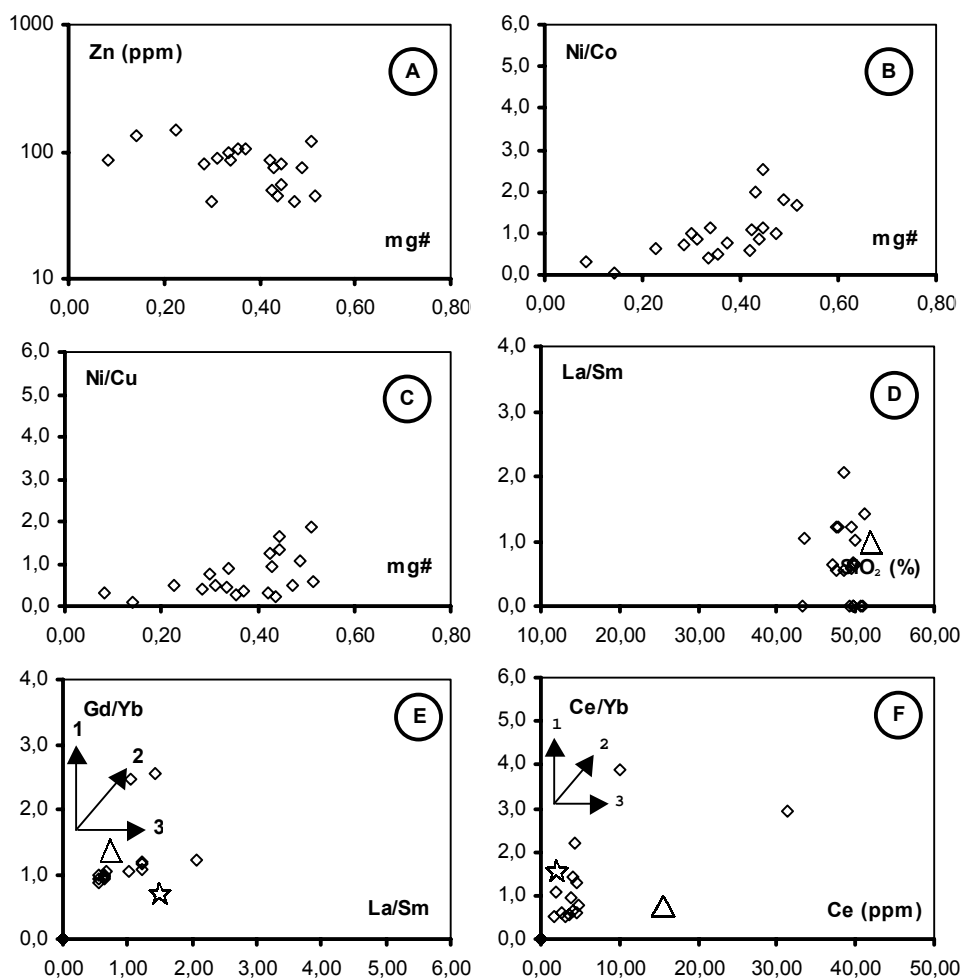 1000
Zn (ppm)
A
100
mg#
10
0,00 0,20 0,40 0,60 0,80
6,0
Ni/Co
B
5,0
4,0
3,0
2,0
1,0
mg#
0,0
0,00 0,20 0,40 0,60 0,80
6,0
Ni/Cu
C
5,0
4,0
3,0
2,0
1,0
mg#
0,0
0,00 0,20 0,40 0,60 0,80
4,0
La/Sm
D
3,0
2,0
1,0
SiO₂ (%)
0,0
10,00 20,00 30,00 40,00 50,00 60,00
4,0
Gd/Yb
E
1
3,0
2
2,0
3
1,0
La/Sm
0,0
0,00 1,00 2,00 3,00 4,00 5,00 6,00
6,0
Ce/Yb
F
5,0
1
2
4,0
3
3,0
2,0
1,0
Ce (ppm)
0,0
0,00 10,00 20,00 30,00 40,00 50,00